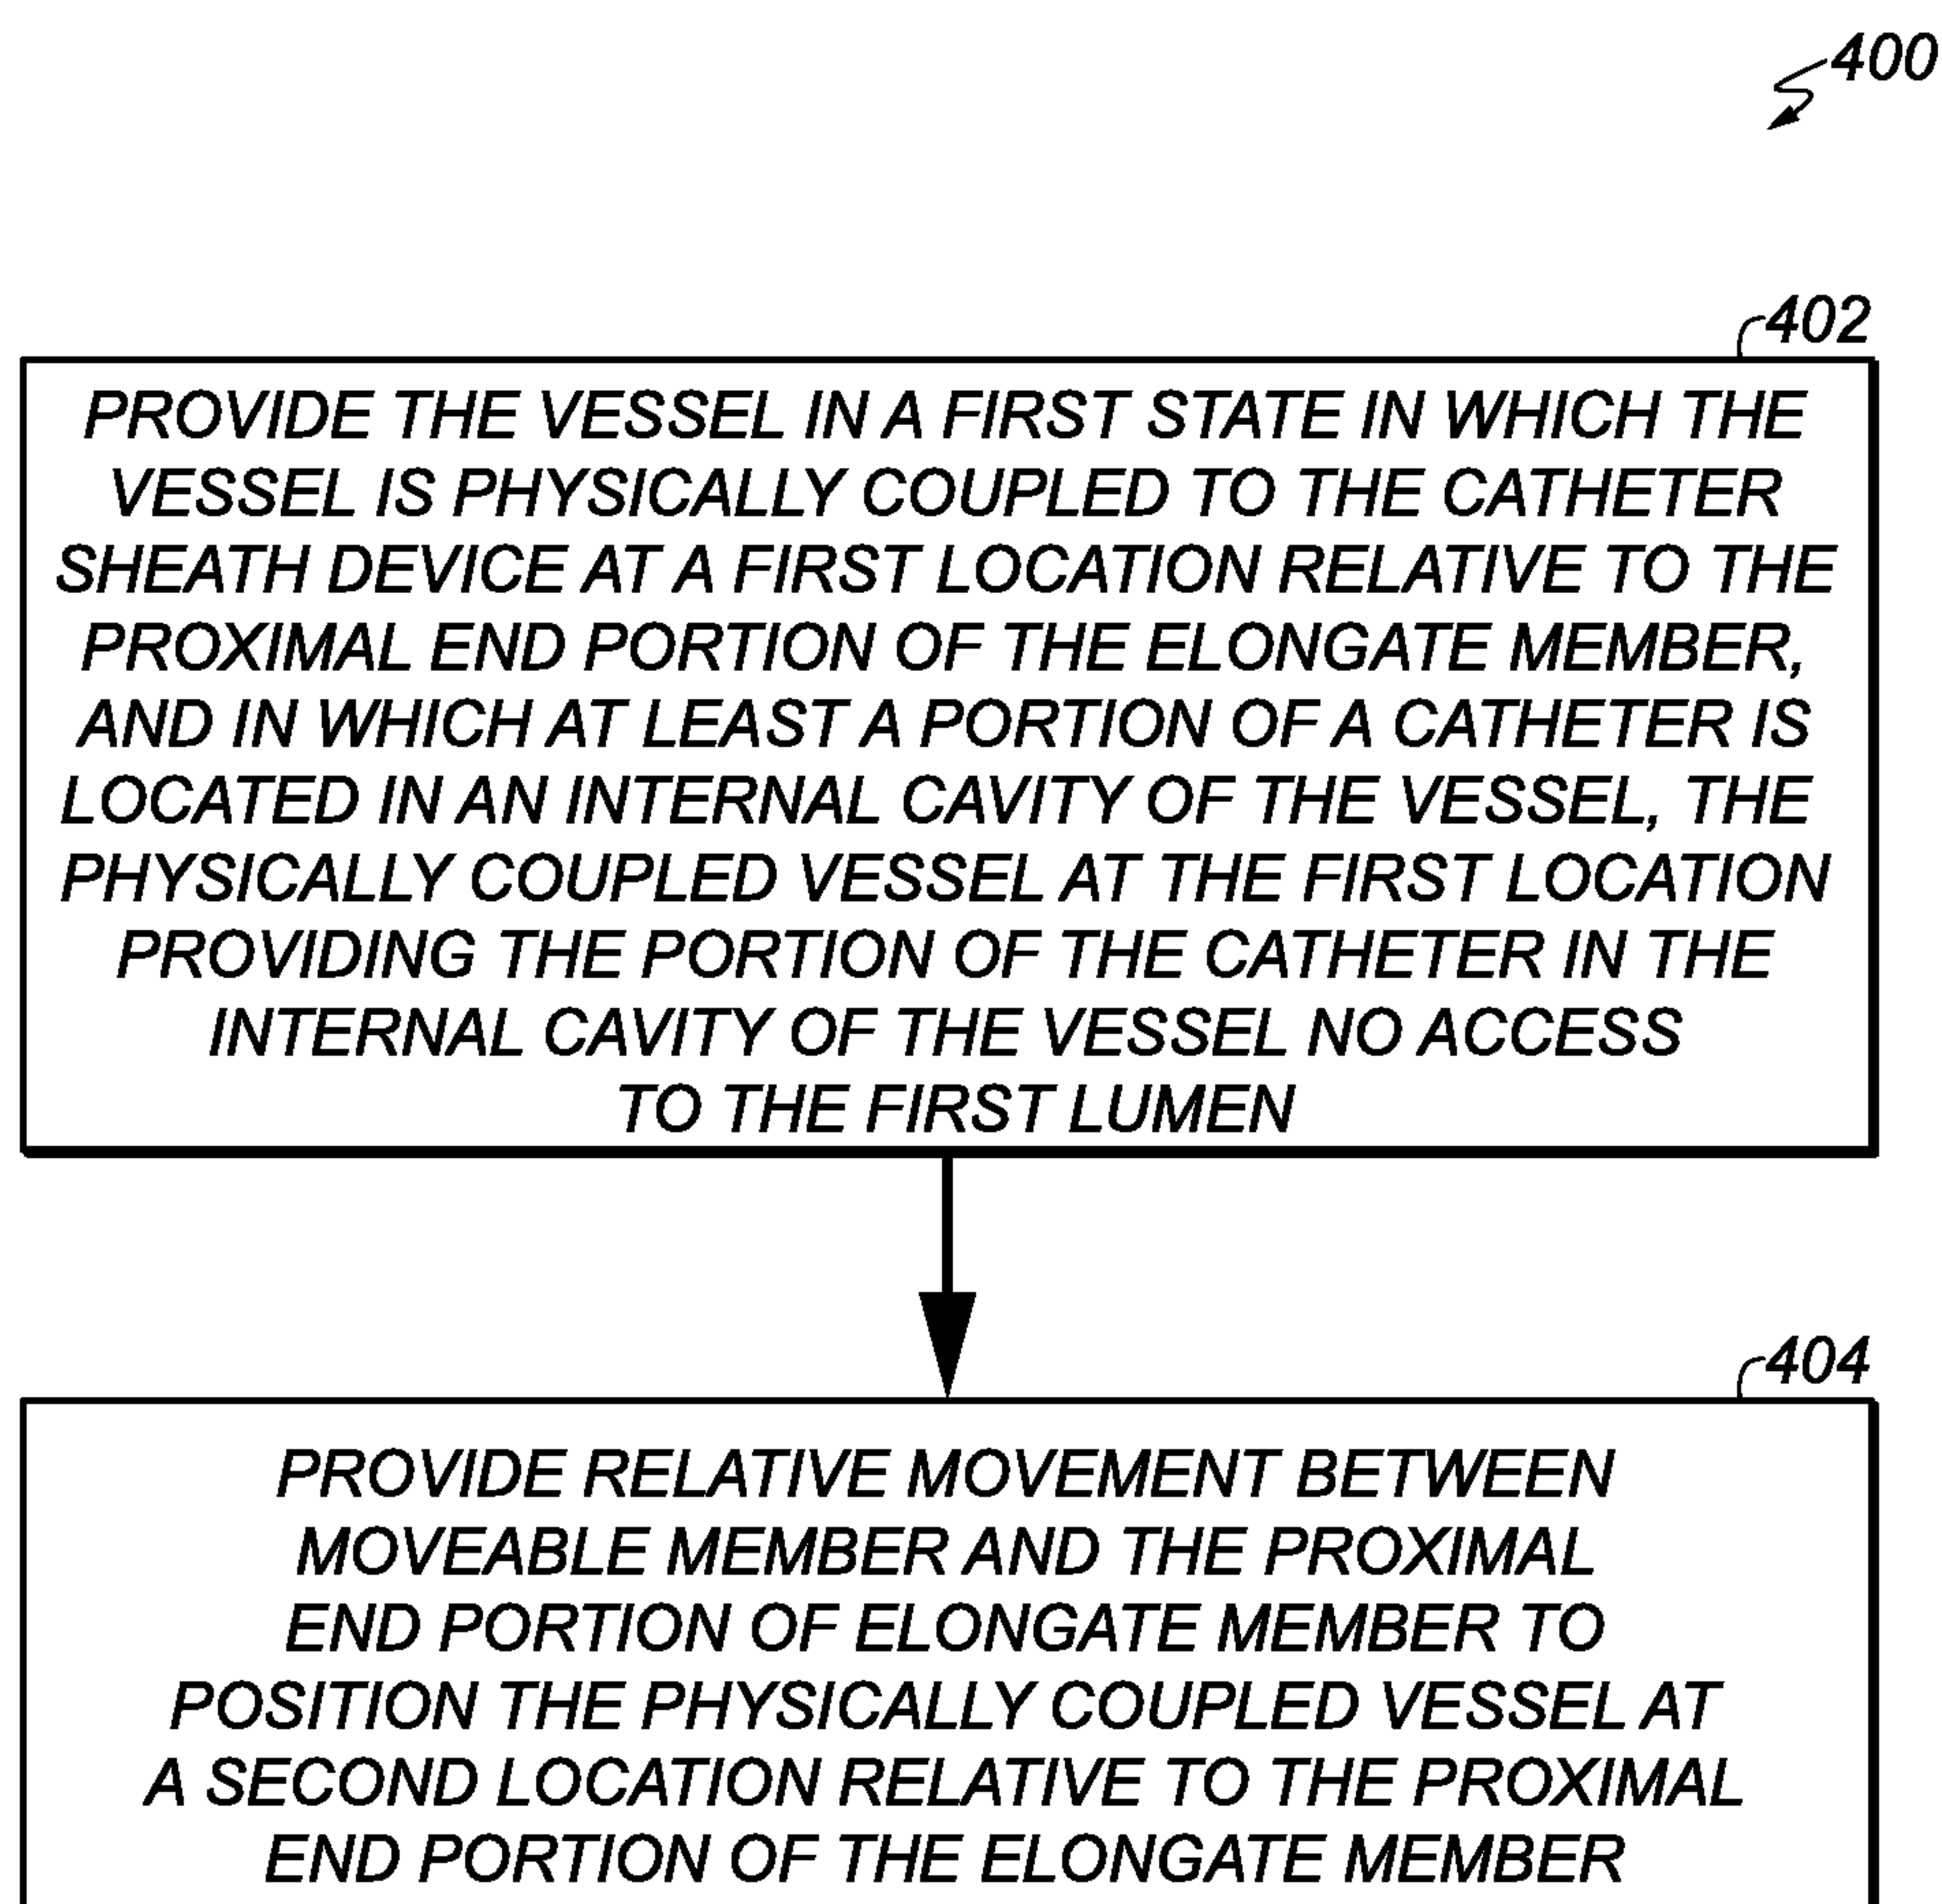 400
402
PROVIDE THE VESSEL IN A FIRST STATE IN WHICH THE
VESSEL IS PHYSICALLY COUPLED TO THE CATHETER
SHEATH DEVICE AT A FIRST LOCATION RELATIVE TO THE
PROXIMAL END PORTION OF THE ELONGATE MEMBER,
AND IN WHICH AT LEAST A PORTION OF A CATHETER IS
LOCATED IN AN INTERNAL CAVITY OF THE VESSEL, THE
PHYSICALLY COUPLED VESSEL AT THE FIRST LOCATION
PROVIDING THE PORTION OF THE CATHETER IN THE
INTERNAL CAVITY OF THE VESSEL NO ACCESS
TO THE FIRST LUMEN
404
PROVIDE RELATIVE MOVEMENT BETWEEN
MOVEABLE MEMBER AND THE PROXIMAL
END PORTION OF ELONGATE MEMBER TO
POSITION THE PHYSICALLY COUPLED VESSEL AT
A SECOND LOCATION RELATIVE TO THE PROXIMAL
END PORTION OF THE ELONGATE MEMBER